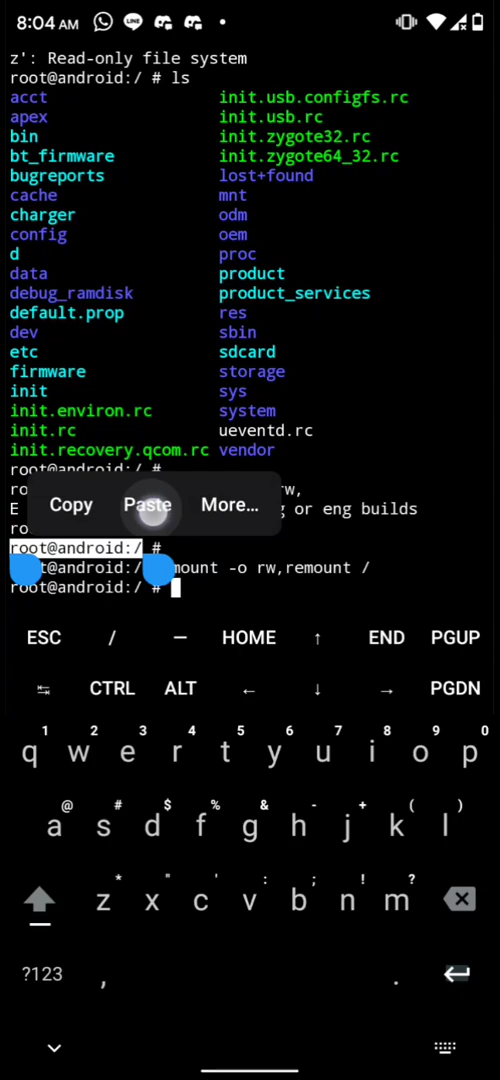 8:04 AM
z': Read-only file system
root@android:/ # ls
acct init.usb.configfs.rc
apex init.usb.rc
bin init.zygote32.rc
bt_firmware init.zygote64_32.rc
bugreports lost+found
cache mnt
charger odm
config oem
d proc
data product
debug_ramdisk product_services
default.prop res
dev sbin
etc sdcard
firmware storage
init sys
init.environ.rc system
init.rc ueventd.rc
init.recovery.qcom.rc vendor
root@android:/ #
ro rw,
Copy Paste More...
E g or eng builds
ro
root@android:/ #
t@android:/ mount -o rw,remount /
root@android:/ #
ESC / — HOME ↑ END PGUP
↹ CTRL ALT ← ↓ → PGDN
1 2 3 4 5 6 7 8 9 0
q w e r t y u i o p
@ # $ % & - + ( )
a s d f g h j k l
* " ' : ; ! ?
z x c v b n m
?123 , .